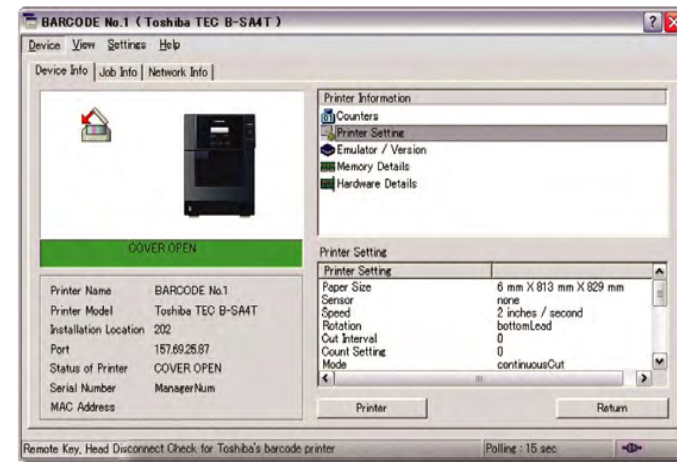 BARCODE No.1 ( Toshiba TEC B-SA4T )
Device View Settings Help
Device Info Job Info Network Info
COVER OPEN
Printer Name BARCODE No.1
Printer Model Toshiba TEC B-SA4T
Installation Location 202
Port 157.69.25.87
Status of Printer COVER OPEN
Serial Number ManagerNum
MAC Address
Printer Information
Counters
Printer Setting
Emulator / Version
Memory Details
Hardware Details
Printer Setting
Printer Setting
Paper Size 6 mm X 813 mm X 829 mm
Sensor none
Speed 2 inches / second
Rotation bottomLead
Cut Interval 0
Count Setting 0
Mode continuousCut
Printer Return
Remote Key, Head Disconnect Check for Toshiba's barcode printer Polling : 15 sec